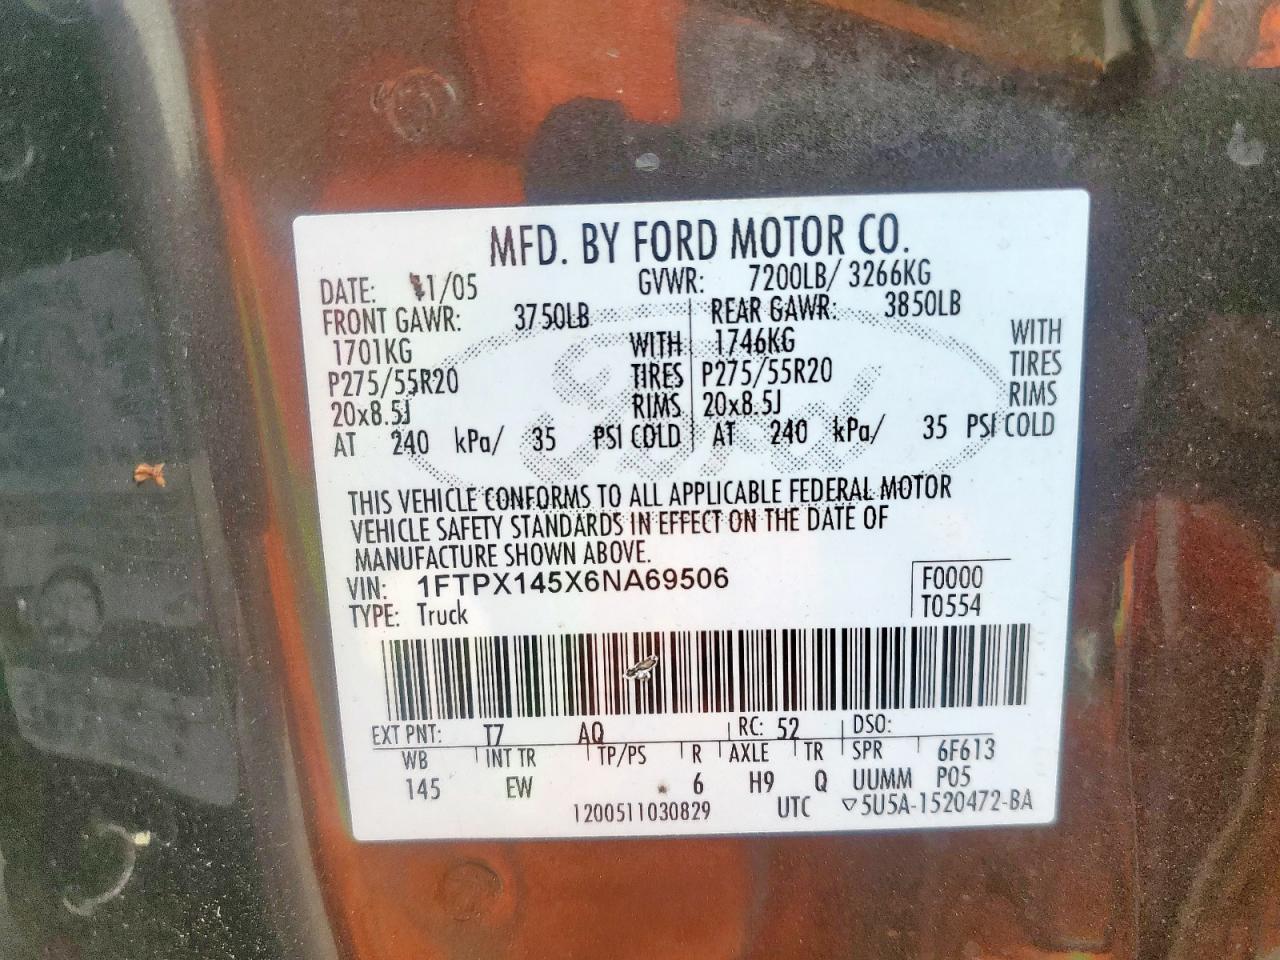 MFD. BY FORD MOTOR CO.
DATE: 11/05 GVWR: 7200LB/ 3266KG
FRONT GAWR: 3750LB REAR GAWR: 3850LB
1701KG WITH 1746KG WITH
P275/55R20 TIRES P275/55R20 TIRES
20x8.5J RIMS 20x8.5J RIMS
AT 240 kPa/ 35 PSI COLD AT 240 kPa/ 35 PSI COLD
THIS VEHICLE CONFORMS TO ALL APPLICABLE FEDERAL MOTOR
VEHICLE SAFETY STANDARDS IN EFFECT ON THE DATE OF
MANUFACTURE SHOWN ABOVE.
VIN: 1FTPX145X6NA69506 F0000
TYPE: Truck T0554
EXT PNT: T7 AQ RC: 52 DSO:
WB INT TR TP/PS R AXLE TR SPR 6F613
145 EW 6 H9 Q UUMM P05
1200511030829 UTC ▽5U5A-1520472-BA
Ford